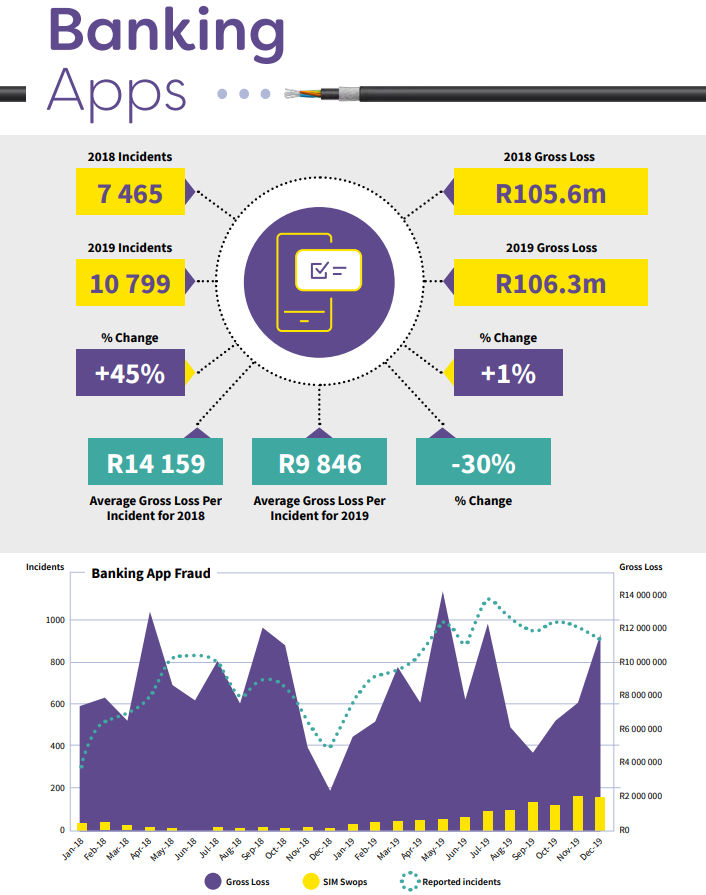 Banking
Apps
2018 Incidents
7 465
2018 Gross Loss
R105.6m
2019 Incidents
10 799
2019 Gross Loss
R106.3m
% Change
+45%
% Change
+1%
R14 159
R9 846
-30%
Average Gross Loss Per
Incident for 2018
Average Gross Loss Per
Incident for 2019
% Change
Incidents
Banking App Fraud
Gross Loss
1000
800
600
400
200
0
R14 000 000
R12 000 000
R10 000 000
R8 000 000
R6 000 000
R4 000 000
R2 000 000
R0
Jan-18
Feb-18
Mar-18
Apr-18
May-18
Jun-18
Jul-18
Aug-18
Sep-18
Oct-18
Nov-18
Dec-18
Jan-19
Feb-19
Mar-19
Apr-19
May-19
Jun-19
Jul-19
Aug-19
Sep-19
Oct-19
Nov-19
Dec-19
Gross Loss
SIM Swops
Reported incidents